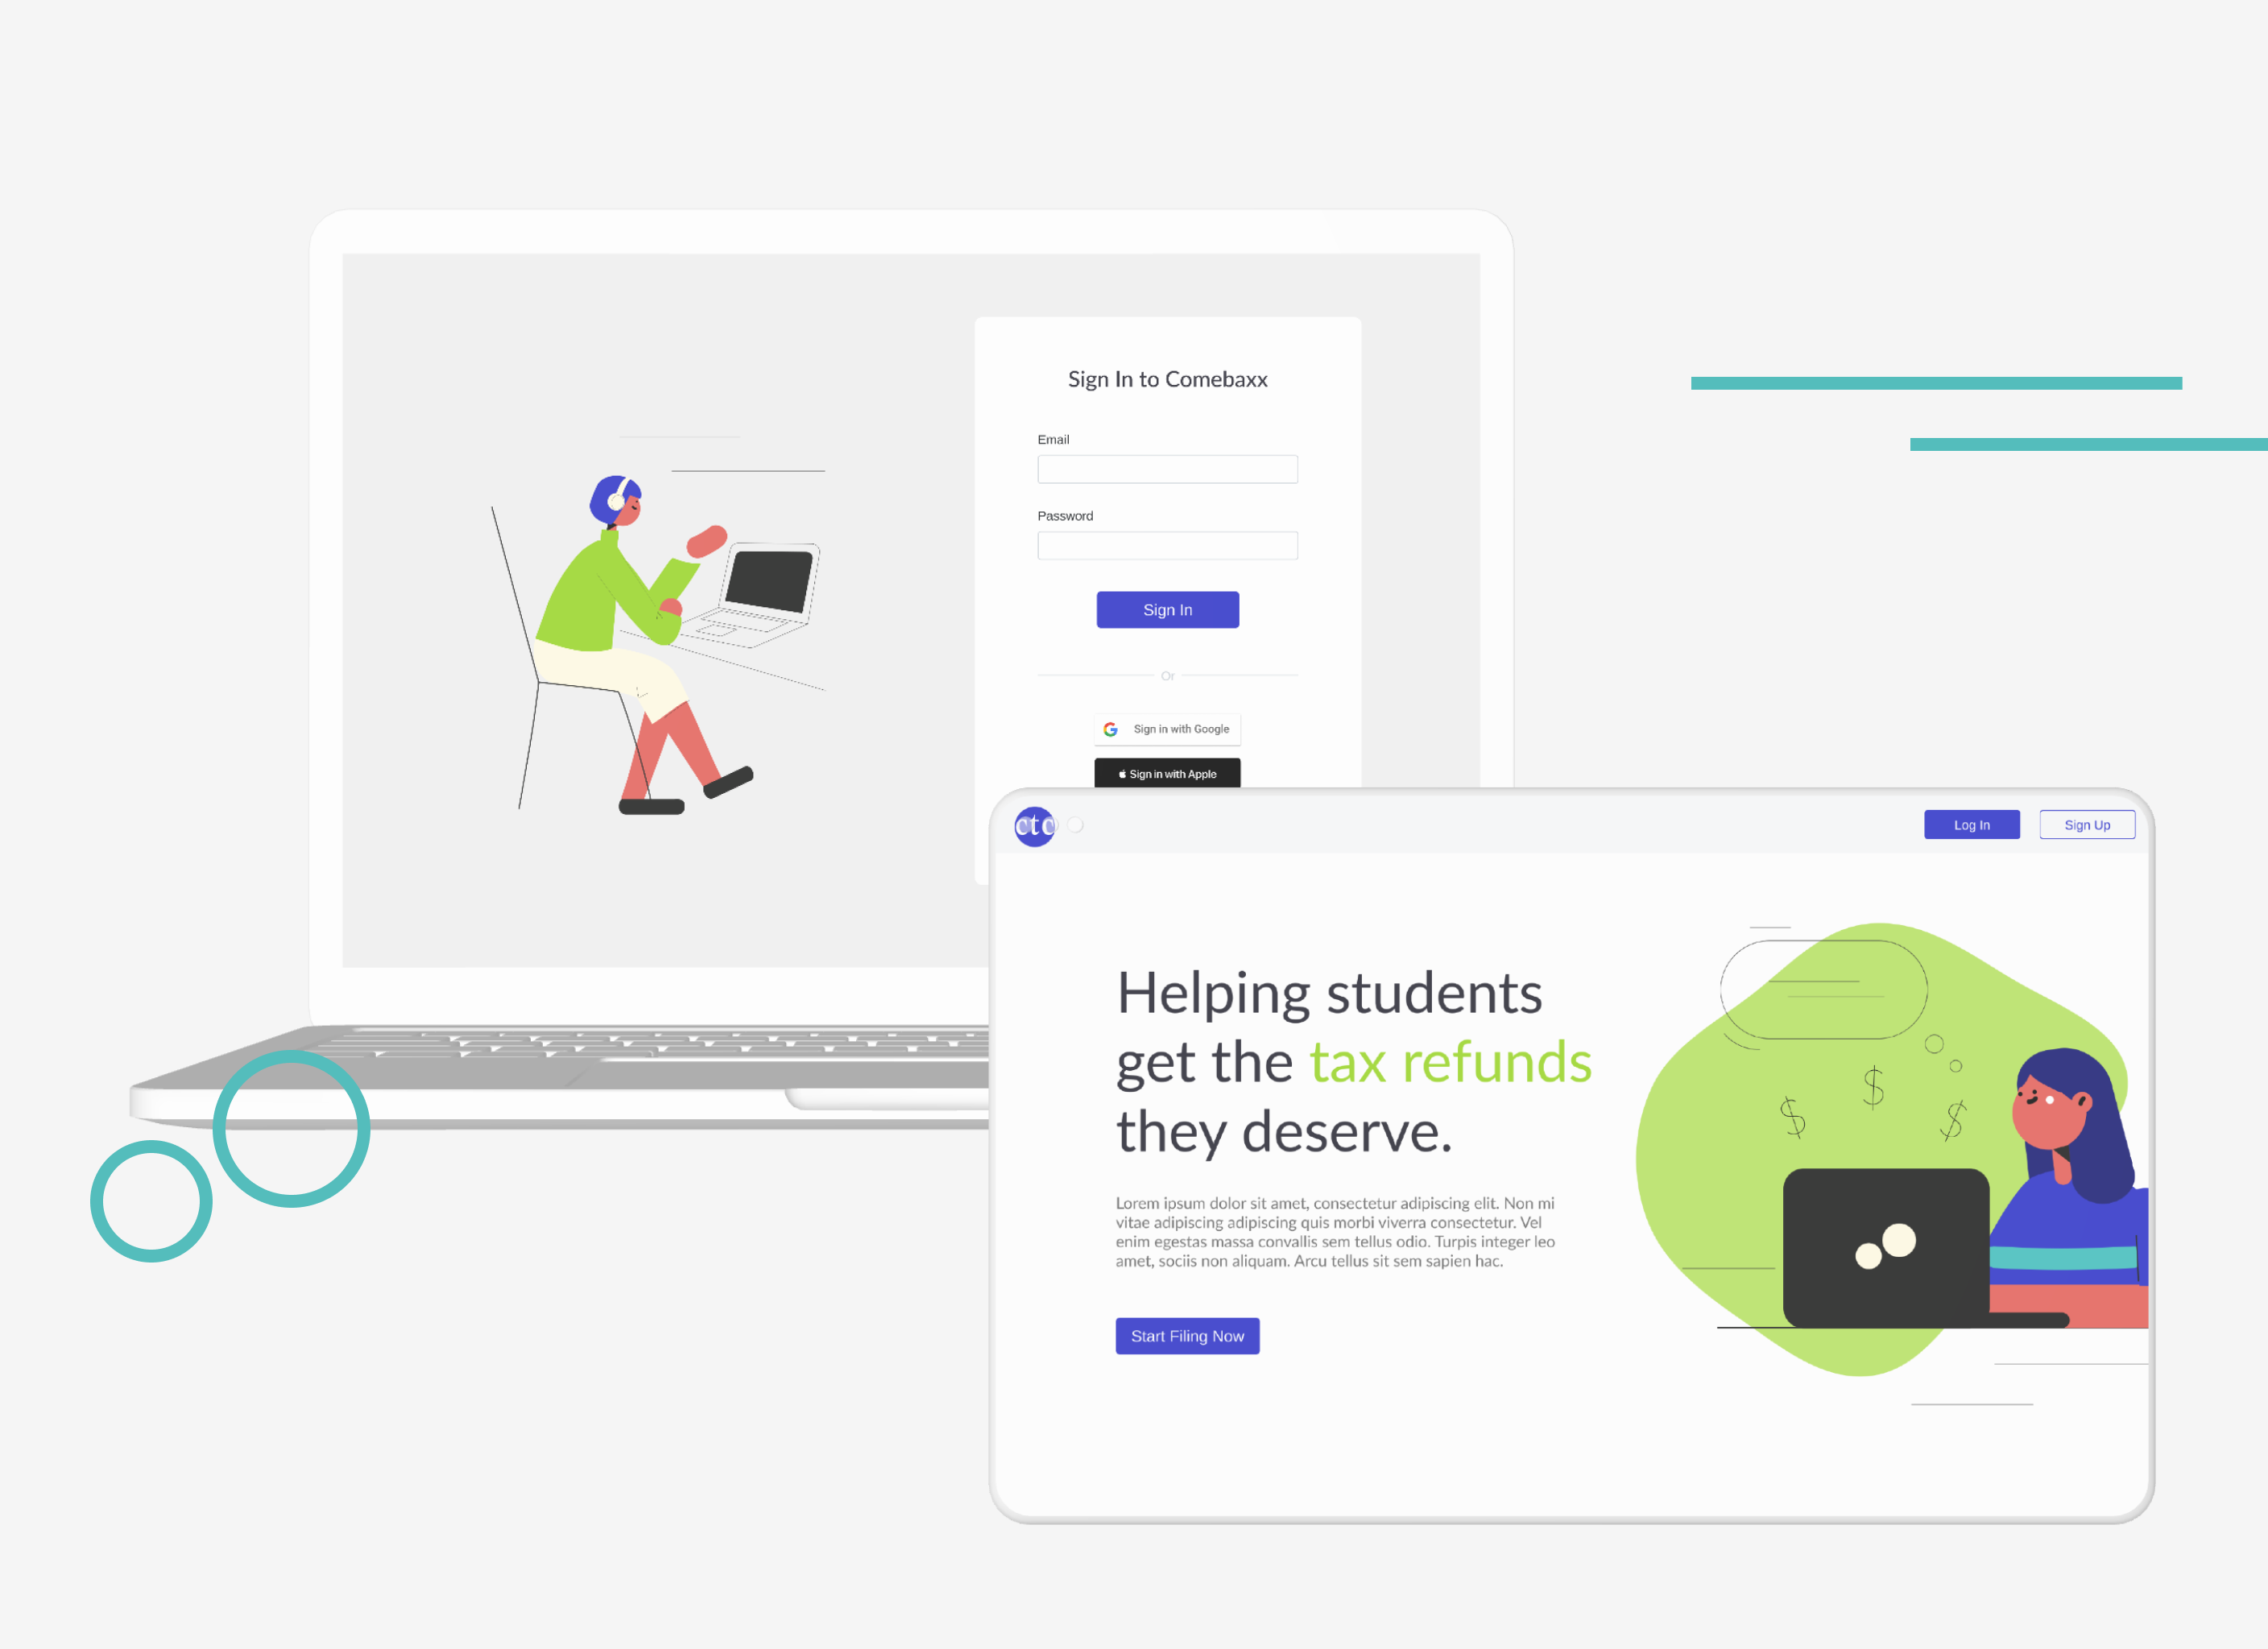 Sign In to Comebaxx
Email
Password
Sign In
Or
Sign in with Google
Sign in with Apple
ctc
Log In
Sign Up
Helping students
get the tax refunds
they deserve.
Lorem ipsum dolor sit amet, consectetur adipiscing elit. Non mi
vitae adipiscing adipiscing quis morbi viverra consectetur. Vel
enim egestas massa convallis sem tellus odio. Turpis integer leo
amet, sociis non aliquam. Arcu tellus sit sem sapien hac.
$
$
$
Start Filing Now